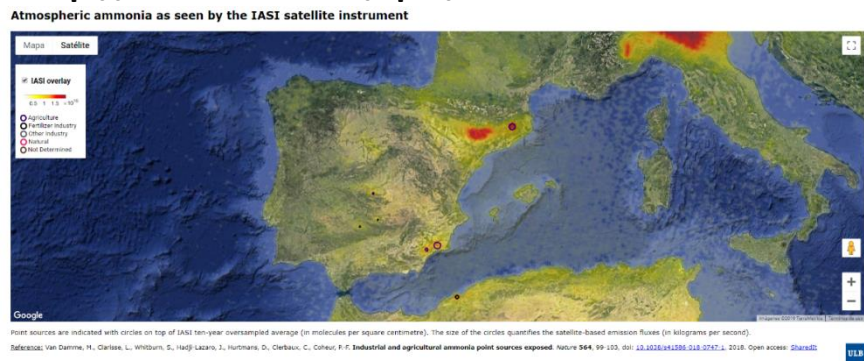 Atmospheric ammonia as seen by the IASI satellite instrument
Mapa Satélite
IASI overlay
0.5 1 1.5 ×10¹⁶
Agriculture
Fertilizer Industry
Other Industry
Natural
Not Determined
Google
Point sources are indicated with circles on top of IASI ten-year oversampled average (in molecules per square centimetre). The size of the circles quantifies the satellite-based emission fluxes (in kilograms per second).
Reference: Van Damme, M., Clarisse, L., Whitburn, S., Hadji-Lazaro, J., Hurtmans, D., Clerbaux, C., Coheur, P.-F. Industrial and agricultural ammonia point sources exposed. Nature 564, 99-103, doi: 10.1038/s41586-018-0747-1, 2018. Open access: SharedIt
ULB